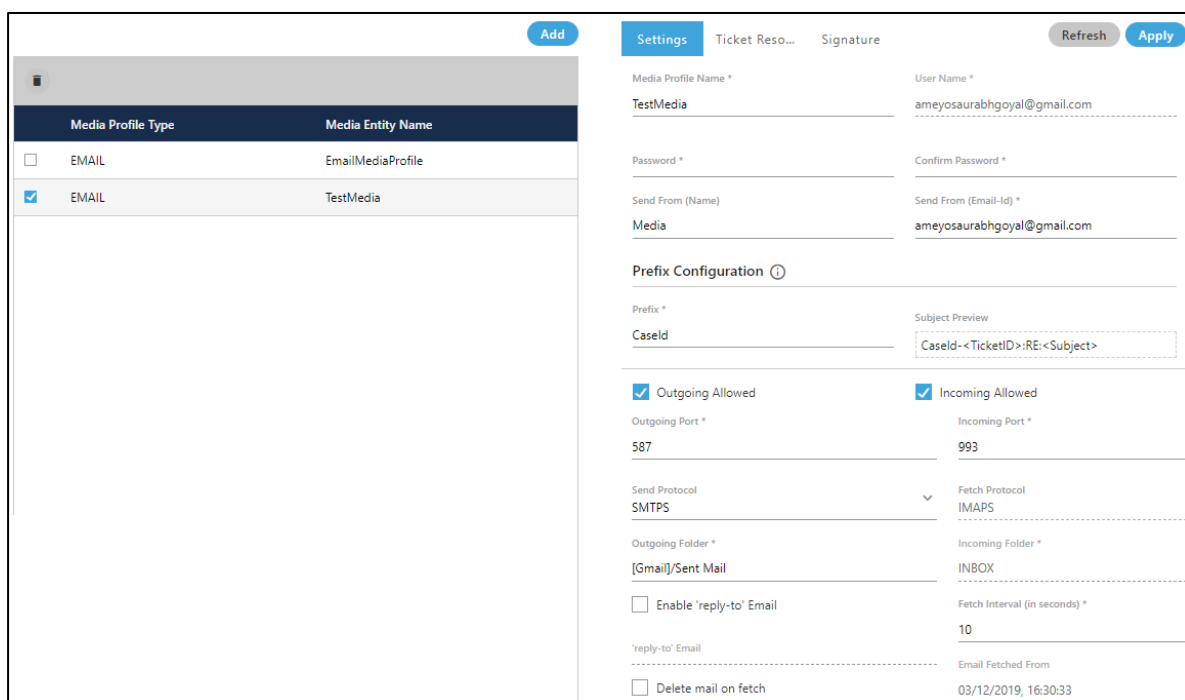 Add
Media Profile Type Media Entity Name
EMAIL EmailMediaProfile
EMAIL TestMedia
Settings Ticket Reso... Signature Refresh Apply
Media Profile Name * User Name *
TestMedia ameyosaurabhgoyal@gmail.com
Password * Confirm Password *
Send From (Name) Send From (Email-Id) *
Media ameyosaurabhgoyal@gmail.com
Prefix Configuration
Prefix * Subject Preview
CaseId CaseId-<TicketID>:RE:<Subject>
Outgoing Allowed Incoming Allowed
Outgoing Port * Incoming Port *
587 993
Send Protocol Fetch Protocol
SMTPS IMAPS
Outgoing Folder * Incoming Folder *
[Gmail]/Sent Mail INBOX
Enable 'reply-to' Email Fetch Interval (in seconds) *
10
'reply-to' Email Email Fetched From
Delete mail on fetch 03/12/2019, 16:30:33